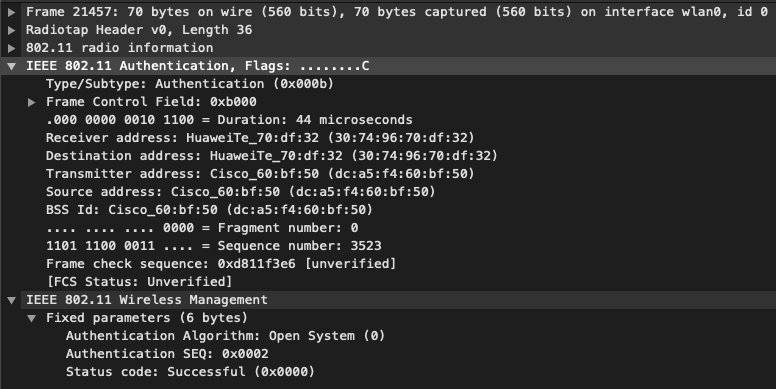 Frame 21457: 70 bytes on wire (560 bits), 70 bytes captured (560 bits) on interface wlan0, id 0
Radiotap Header v0, Length 36
802.11 radio information
IEEE 802.11 Authentication, Flags: ........C
Type/Subtype: Authentication (0x000b)
Frame Control Field: 0xb000
.000 0000 0010 1100 = Duration: 44 microseconds
Receiver address: HuaweiTe_70:df:32 (30:74:96:70:df:32)
Destination address: HuaweiTe_70:df:32 (30:74:96:70:df:32)
Transmitter address: Cisco_60:bf:50 (dc:a5:f4:60:bf:50)
Source address: Cisco_60:bf:50 (dc:a5:f4:60:bf:50)
BSS Id: Cisco_60:bf:50 (dc:a5:f4:60:bf:50)
.... .... .... 0000 = Fragment number: 0
1101 1100 0011 .... = Sequence number: 3523
Frame check sequence: 0xd811f3e6 [unverified]
[FCS Status: Unverified]
IEEE 802.11 Wireless Management
Fixed parameters (6 bytes)
Authentication Algorithm: Open System (0)
Authentication SEQ: 0x0002
Status code: Successful (0x0000)